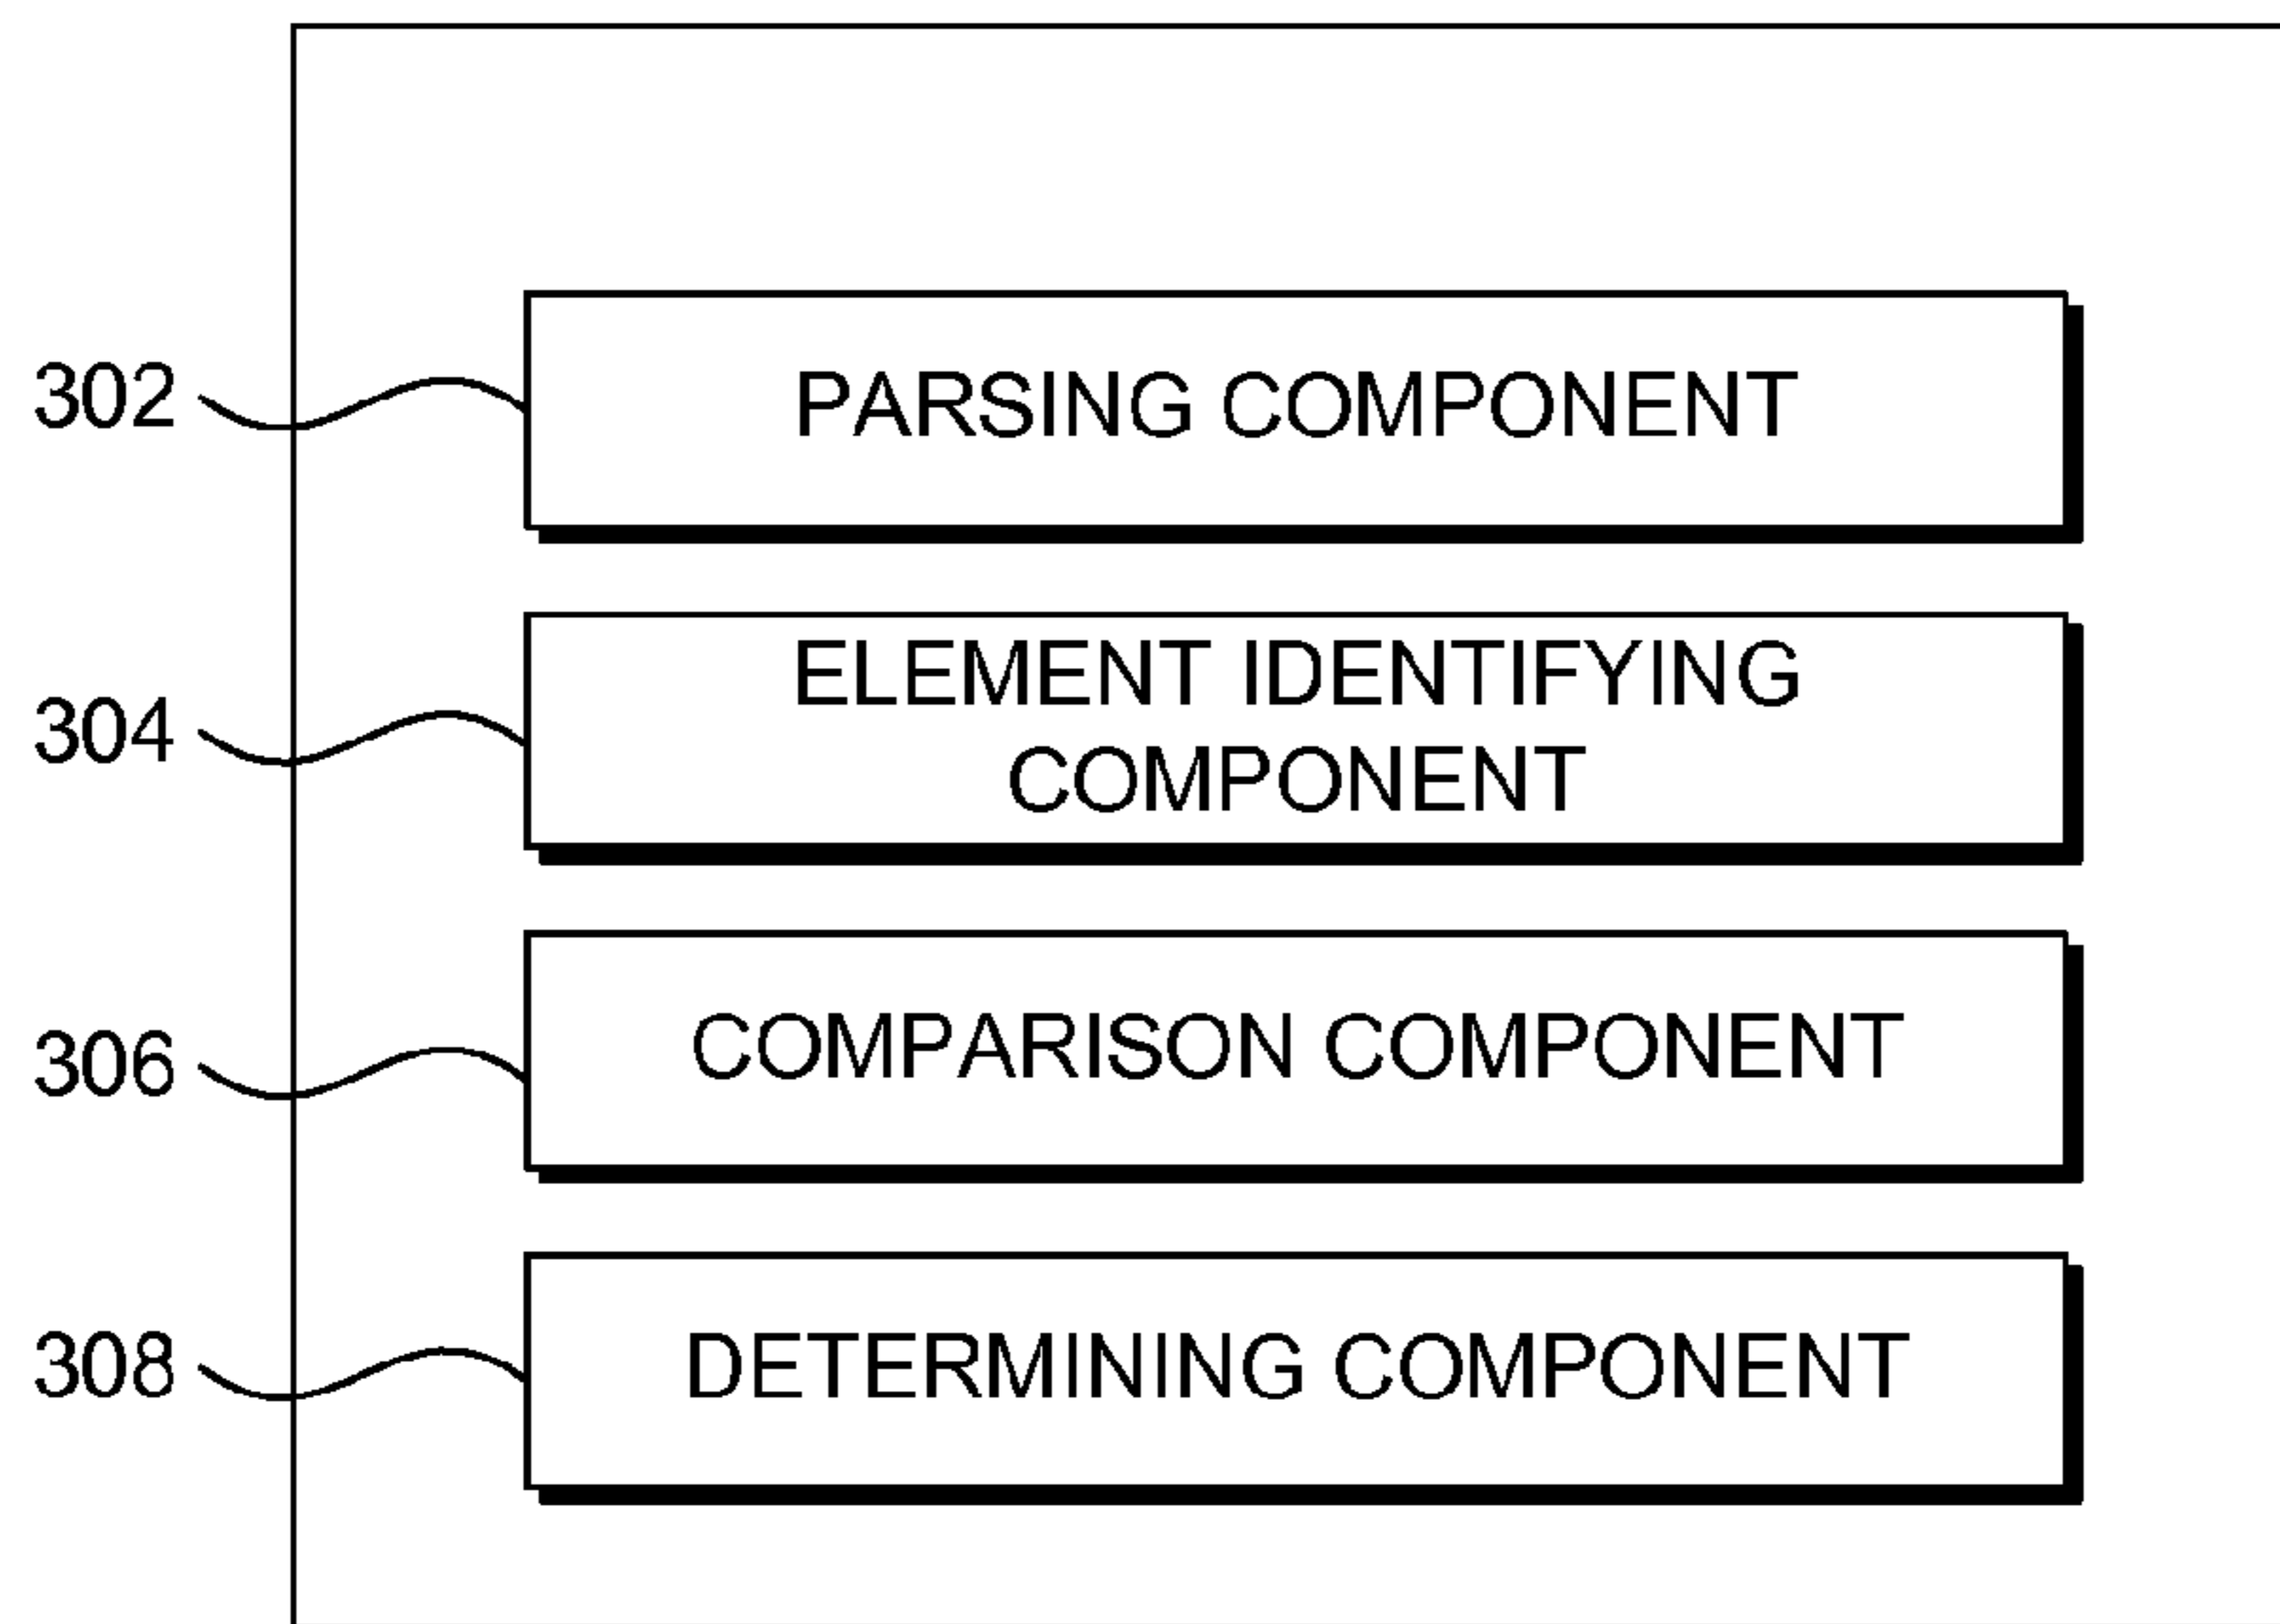 302
PARSING COMPONENT
304
ELEMENT IDENTIFYING
COMPONENT
306
COMPARISON COMPONENT
308
DETERMINING COMPONENT